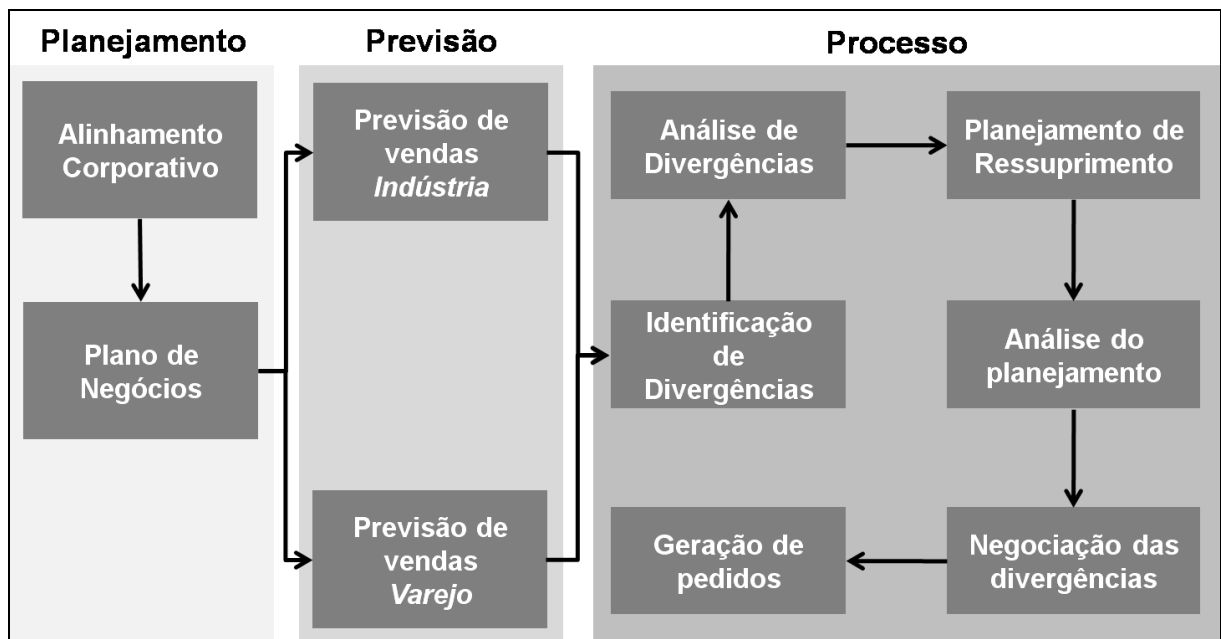 Planejamento
Previsão
Processo
Alinhamento
Corporativo
Plano de
Negócios
Previsão de
vendas
Indústria
Previsão de
vendas
Varejo
Identificação
de
Divergências
Análise de
Divergências
Planejamento de
Ressuprimento
Análise do
planejamento
Negociação das
divergências
Geração de
pedidos